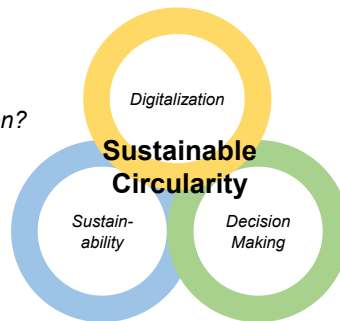 Digitalization
n?
Sustainable
Circularity
Sustain-
ability
Decision
Making